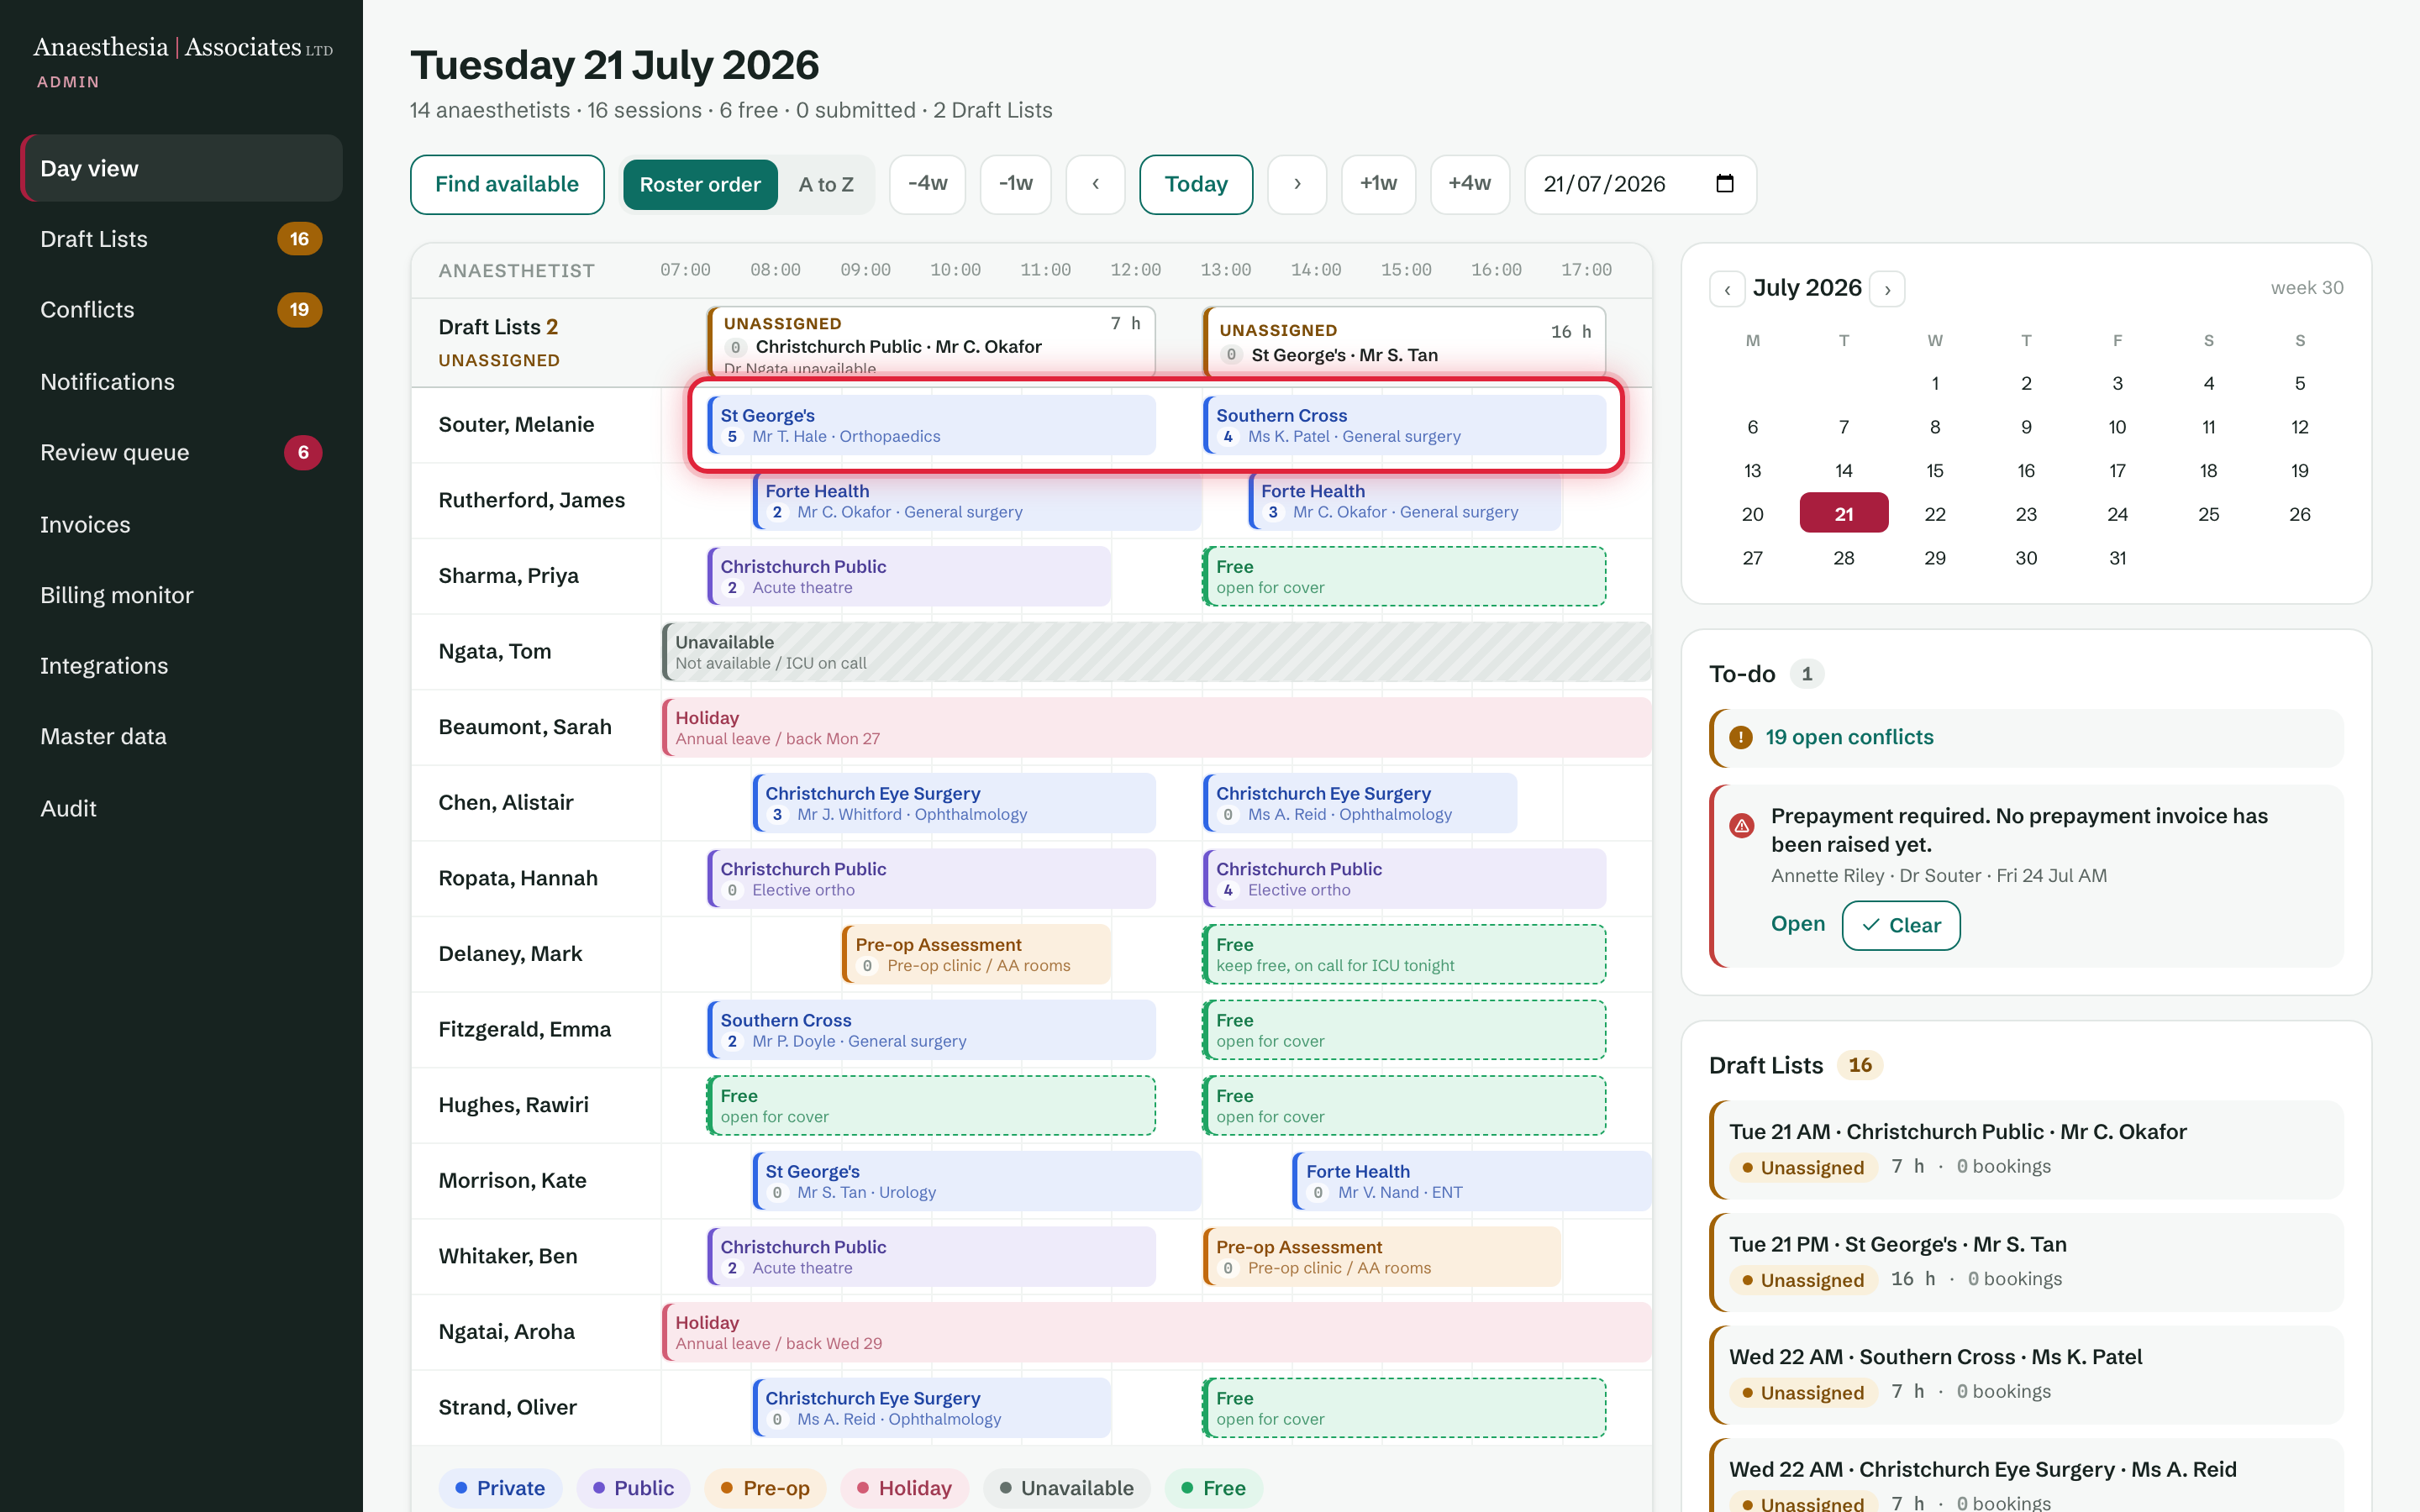 Anaesthesia | Associates LTD
ADMIN
Day view
Draft Lists 16
Conflicts 19
Notifications
Review queue 6
Invoices
Billing monitor
Integrations
Master data
Audit
Tuesday 21 July 2026
14 anaesthetists · 16 sessions · 6 free · 0 submitted · 2 Draft Lists
Find available Roster order A to Z -4w -1w ‹ Today › +1w +4w 21/07/2026
ANAESTHETIST 07:00 08:00 09:00 10:00 11:00 12:00 13:00 14:00 15:00 16:00 17:00
Draft Lists 2
UNASSIGNED
UNASSIGNED 7 h
0 Christchurch Public · Mr C. Okafor
Dr Ngata unavailable
UNASSIGNED 16 h
0 St George's · Mr S. Tan
Souter, Melanie
St George's
5 Mr T. Hale · Orthopaedics
Southern Cross
4 Ms K. Patel · General surgery
Rutherford, James
Forte Health
2 Mr C. Okafor · General surgery
Forte Health
3 Mr C. Okafor · General surgery
Sharma, Priya
Christchurch Public
2 Acute theatre
Free
open for cover
Ngata, Tom
Unavailable
Not available / ICU on call
Beaumont, Sarah
Holiday
Annual leave / back Mon 27
Chen, Alistair
Christchurch Eye Surgery
3 Mr J. Whitford · Ophthalmology
Christchurch Eye Surgery
0 Ms A. Reid · Ophthalmology
Ropata, Hannah
Christchurch Public
0 Elective ortho
Christchurch Public
4 Elective ortho
Delaney, Mark
Pre-op Assessment
0 Pre-op clinic / AA rooms
Free
keep free, on call for ICU tonight
Fitzgerald, Emma
Southern Cross
2 Mr P. Doyle · General surgery
Free
open for cover
Hughes, Rawiri
Free
open for cover
Free
open for cover
Morrison, Kate
St George's
0 Mr S. Tan · Urology
Forte Health
0 Mr V. Nand · ENT
Whitaker, Ben
Christchurch Public
2 Acute theatre
Pre-op Assessment
0 Pre-op clinic / AA rooms
Ngatai, Aroha
Holiday
Annual leave / back Wed 29
Strand, Oliver
Christchurch Eye Surgery
0 Ms A. Reid · Ophthalmology
Free
open for cover
Private Public Pre-op Holiday Unavailable Free
‹ July 2026 › week 30
M T W T F S S
1 2 3 4 5
6 7 8 9 10 11 12
13 14 15 16 17 18 19
20 21 22 23 24 25 26
27 28 29 30 31
To-do 1
19 open conflicts
Prepayment required. No prepayment invoice has
been raised yet.
Annette Riley · Dr Souter · Fri 24 Jul AM
Open Clear
Draft Lists 16
Tue 21 AM · Christchurch Public · Mr C. Okafor
Unassigned 7 h · 0 bookings
Tue 21 PM · St George's · Mr S. Tan
Unassigned 16 h · 0 bookings
Wed 22 AM · Southern Cross · Ms K. Patel
Unassigned 7 h · 0 bookings
Wed 22 AM · Christchurch Eye Surgery · Ms A. Reid
Unassigned 7 h · 0 bookings